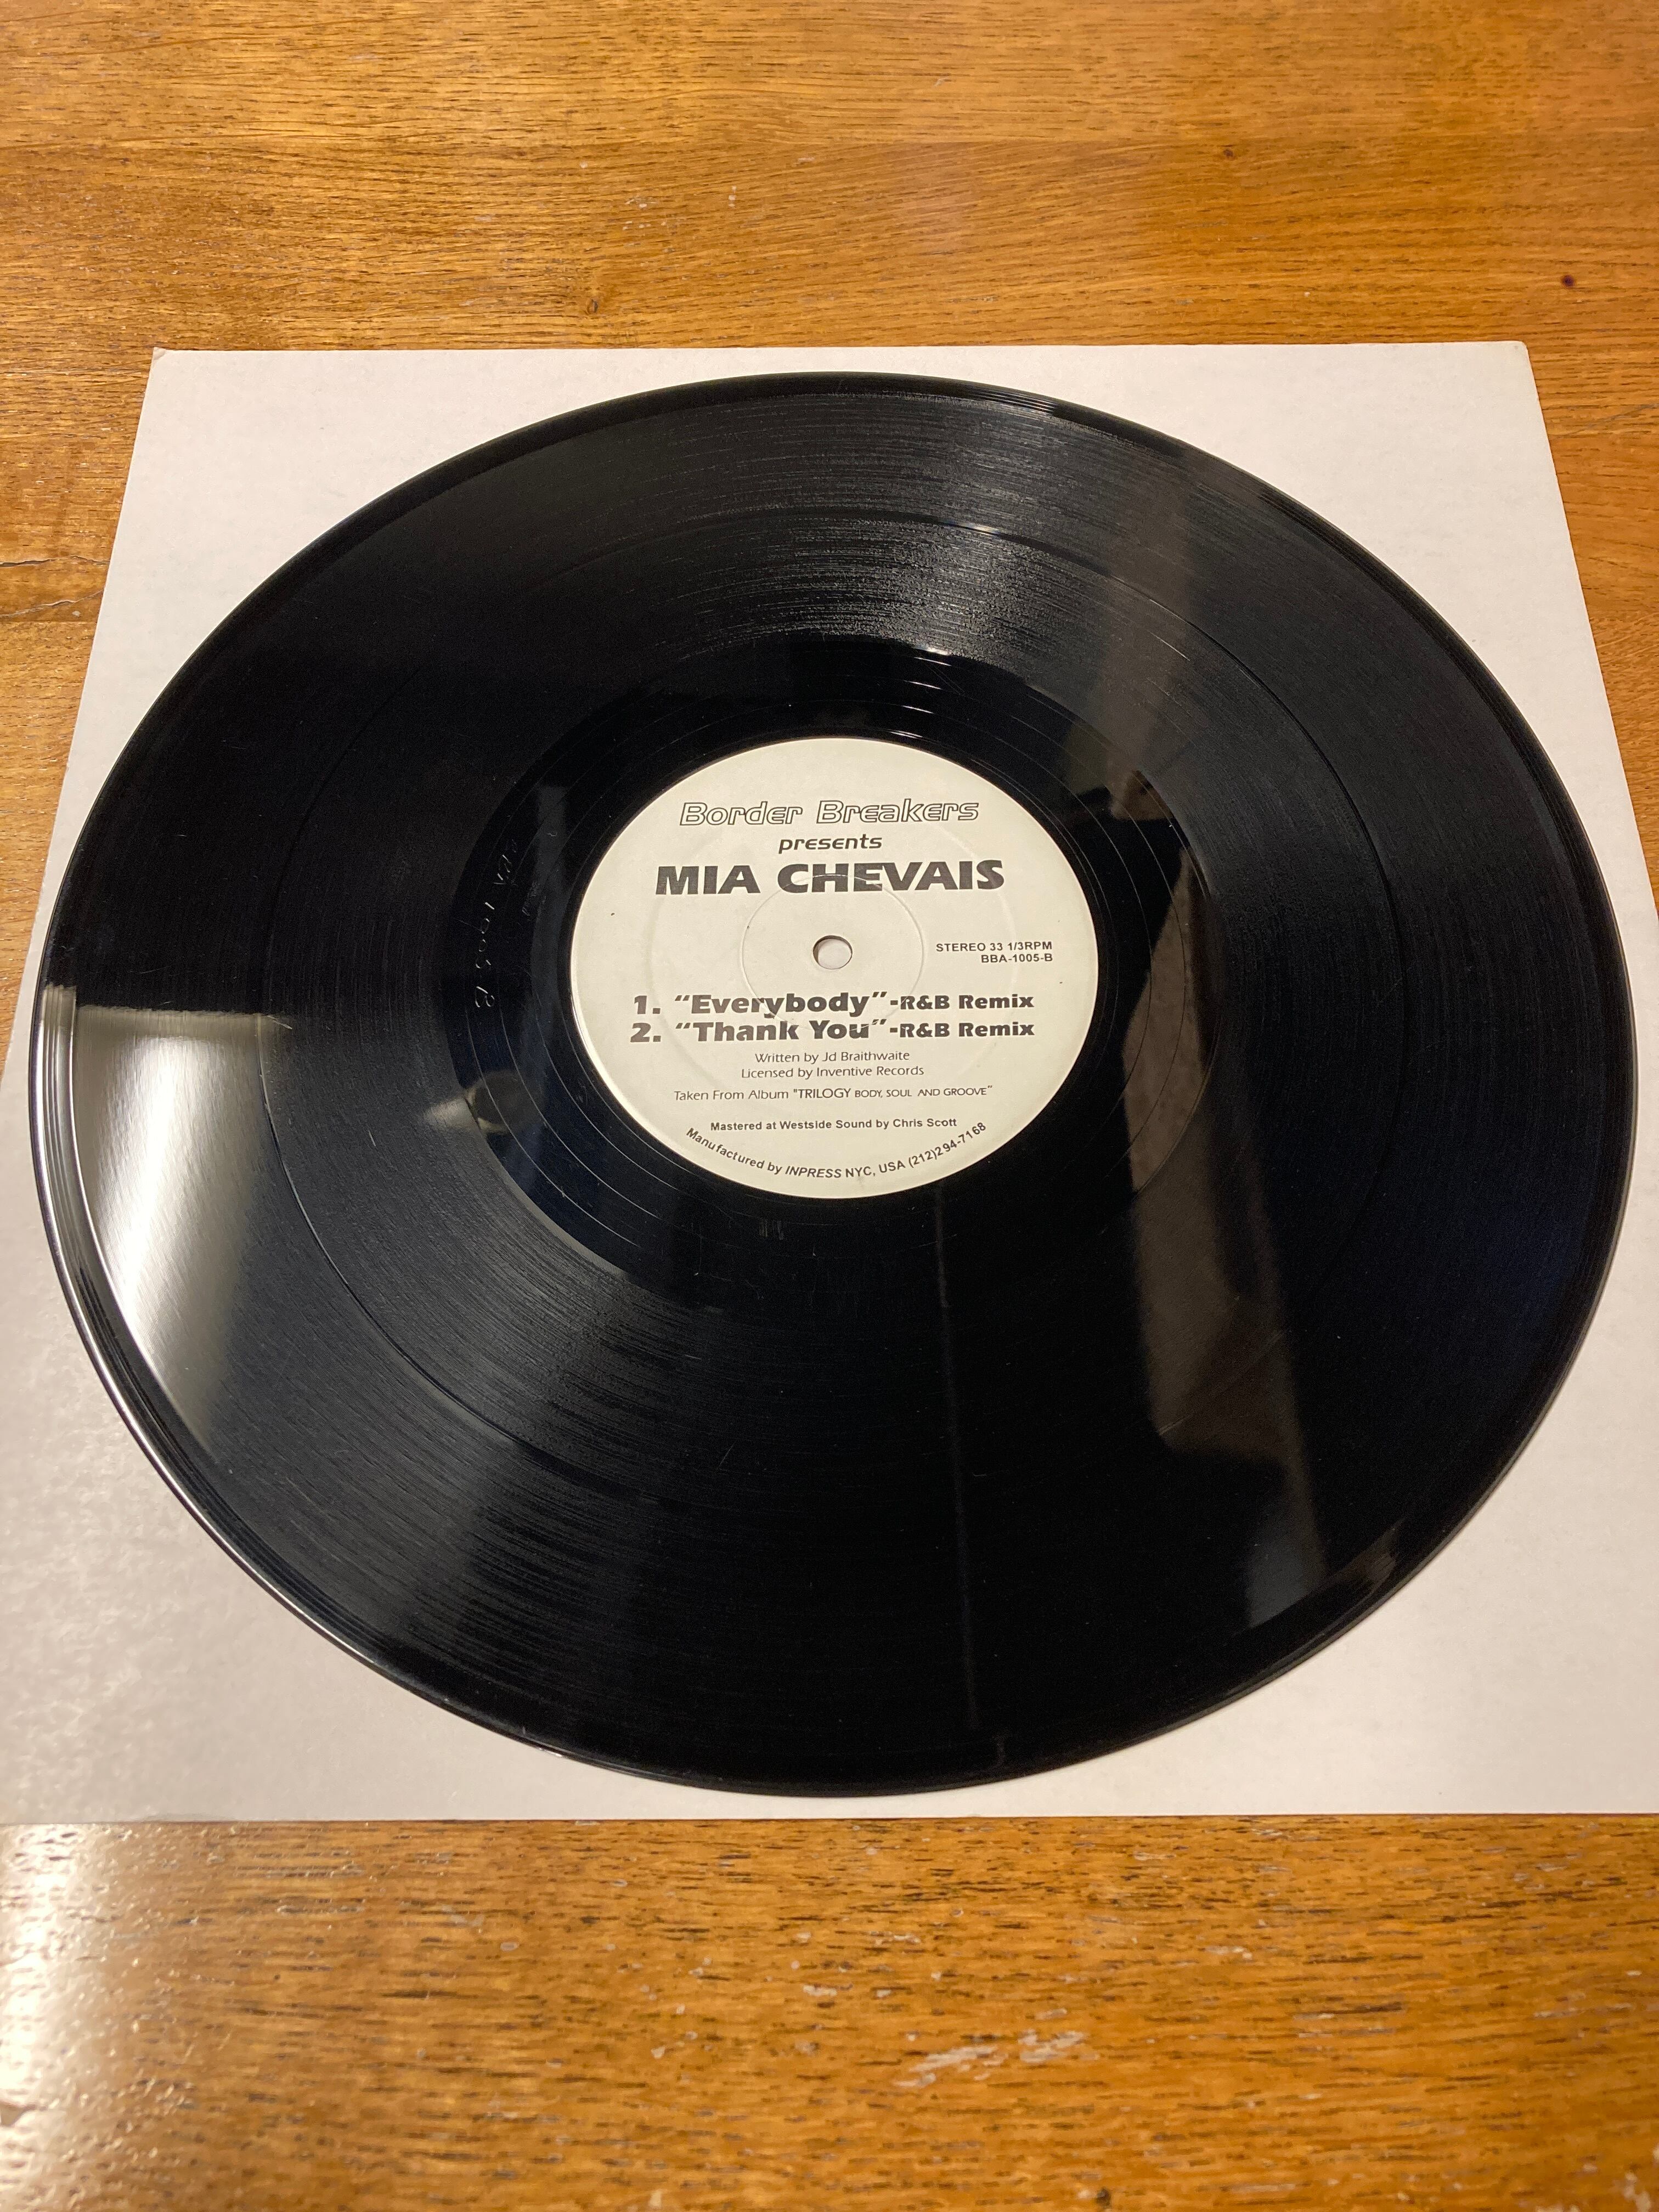 Border Breakers
presents
MIA CHEVAIS
STEREO 33 1/3RPM
BBA-1005-B
1. "Everybody"-R&B Remix
2. "Thank You"-R&B Remix
Written by Jd Braithwaite
Licensed by Inventive Records
Taken From Album "TRILOGY BODY, SOUL AND GROOVE"
Mastered at Westside Sound by Chris Scott
Manufactured by INPRESS NYC, USA (212)294-7168
BBA 1005 B